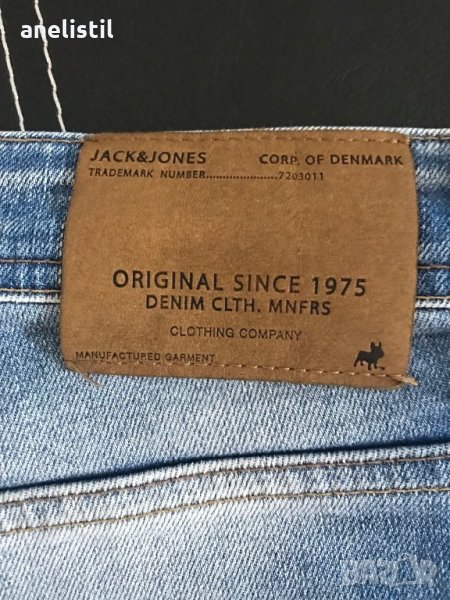 anelistil
JACK&JONES CORP. OF DENMARK
TRADEMARK NUMBER......................7203011
ORIGINAL SINCE 1975
DENIM CLTH. MNFRS
CLOTHING COMPANY
MANUFACTURED GARMENT